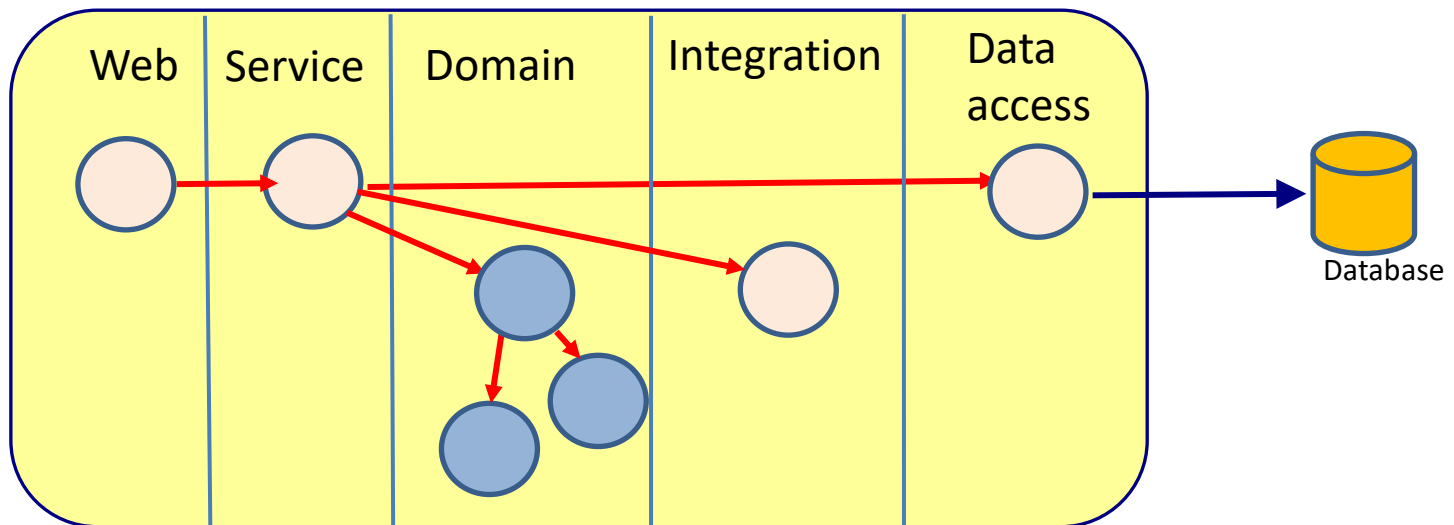 Web
Service
Domain
Integration
Data
access
Database